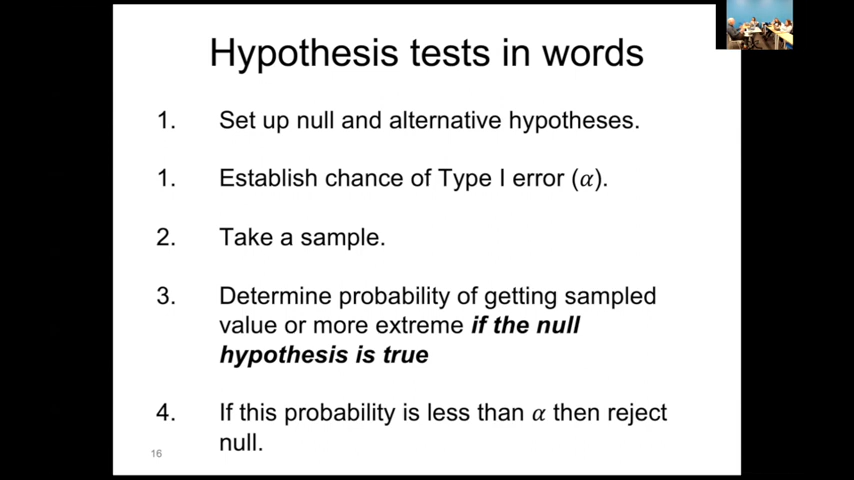 Hypothesis tests in words
1. Set up null and alternative hypotheses.
1. Establish chance of Type I error (α).
2. Take a sample.
3. Determine probability of getting sampled
value or more extreme if the null
hypothesis is true
4. If this probability is less than α then reject
null.
16